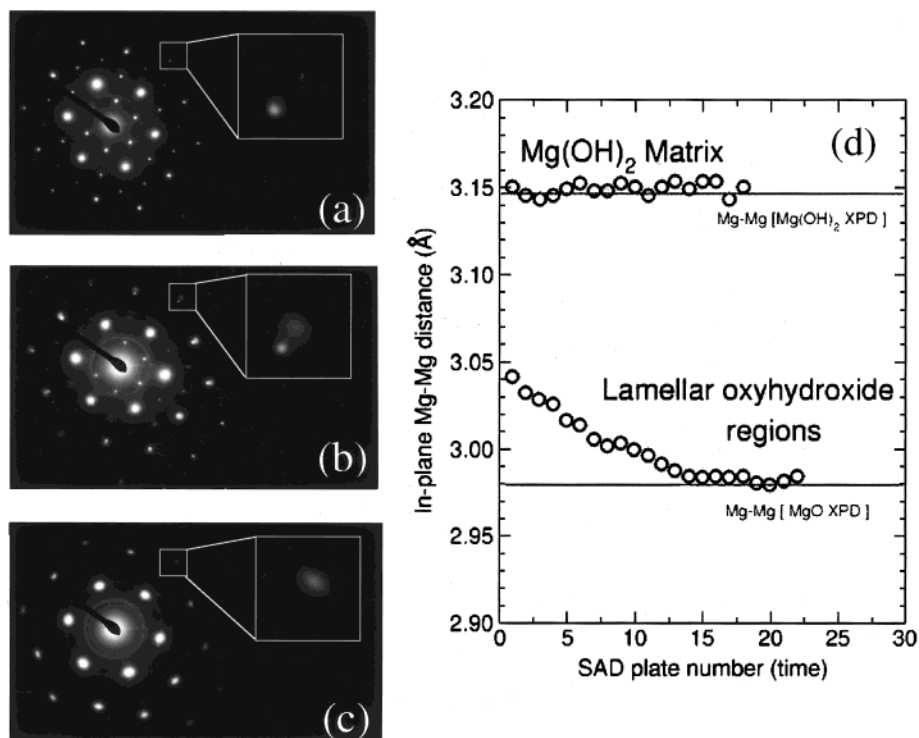 (a)
(b)
(c)
(d)
In-plane Mg-Mg distance (Å)
3.20
3.15
3.10
3.05
3.00
2.95
2.90
Mg(OH)₂ Matrix
Mg-Mg [Mg(OH)₂ XPD ]
Lamellar oxyhydroxide
regions
Mg-Mg [ MgO XPD ]
0 5 10 15 20 25 30
SAD plate number (time)